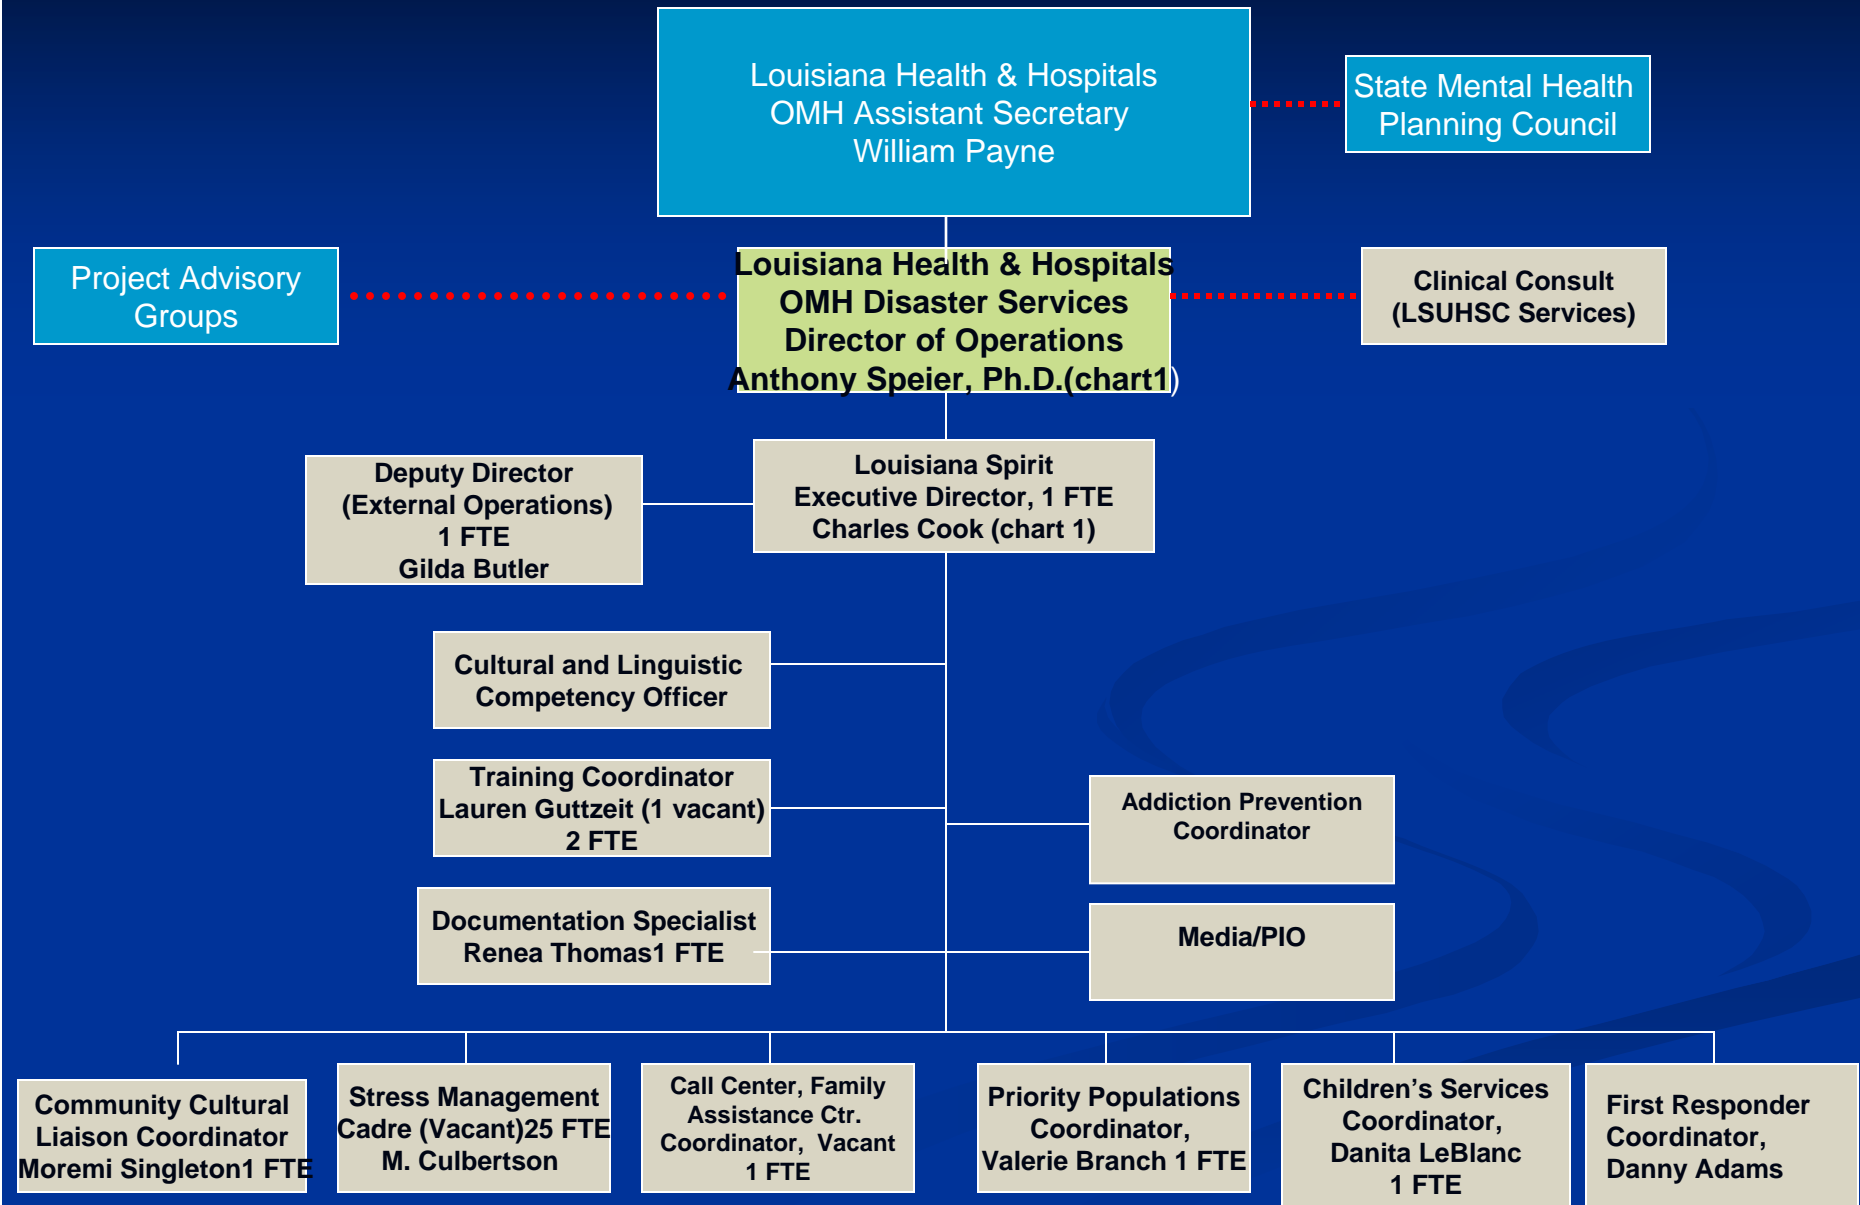 Louisiana Health & Hospitals
OMH Assistant Secretary
William Payne
State Mental Health
Planning Council
Project Advisory
Groups
Louisiana Health & Hospitals
OMH Disaster Services
Director of Operations
Anthony Speier, Ph.D.(chart1)
Clinical Consult
(LSUHSC Services)
Deputy Director
(External Operations)
1 FTE
Gilda Butler
Louisiana Spirit
Executive Director, 1 FTE
Charles Cook (chart 1)
Cultural and Linguistic
Competency Officer
Training Coordinator
Lauren Guttzeit (1 vacant)
2 FTE
Addiction Prevention
Coordinator
Documentation Specialist
Renea Thomas1 FTE
Media/PIO
Community Cultural
Liaison Coordinator
Moremi Singleton1 FTE
Stress Management
Cadre (Vacant)25 FTE
M. Culbertson
Call Center, Family
Assistance Ctr.
Coordinator, Vacant
1 FTE
Priority Populations
Coordinator,
Valerie Branch 1 FTE
Children’s Services
Coordinator,
Danita LeBlanc
1 FTE
First Responder
Coordinator,
Danny Adams